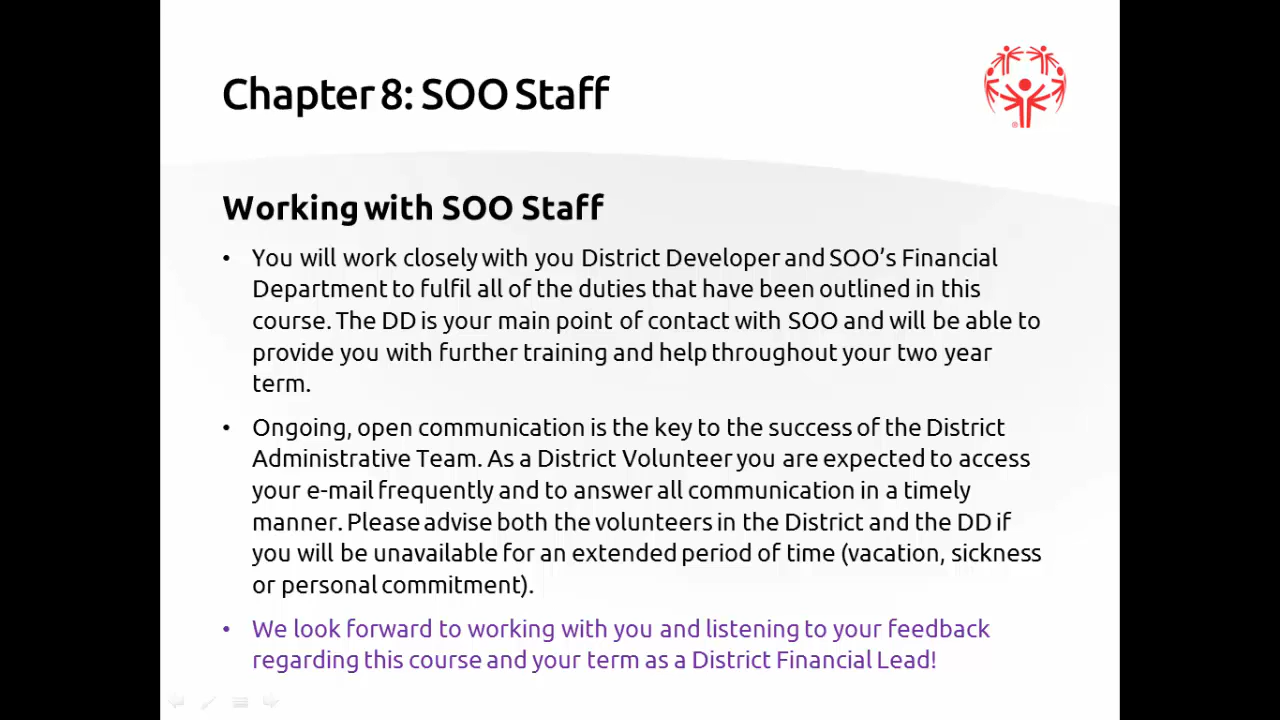 Chapter 8: SOO Staff
®
Working with SOO Staff
• You will work closely with you District Developer and SOO’s Financial
Department to fulfil all of the duties that have been outlined in this
course. The DD is your main point of contact with SOO and will be able to
provide you with further training and help throughout your two year
term.
• Ongoing, open communication is the key to the success of the District
Administrative Team. As a District Volunteer you are expected to access
your e-mail frequently and to answer all communication in a timely
manner. Please advise both the volunteers in the District and the DD if
you will be unavailable for an extended period of time (vacation, sickness
or personal commitment).
• We look forward to working with you and listening to your feedback
regarding this course and your term as a District Financial Lead!